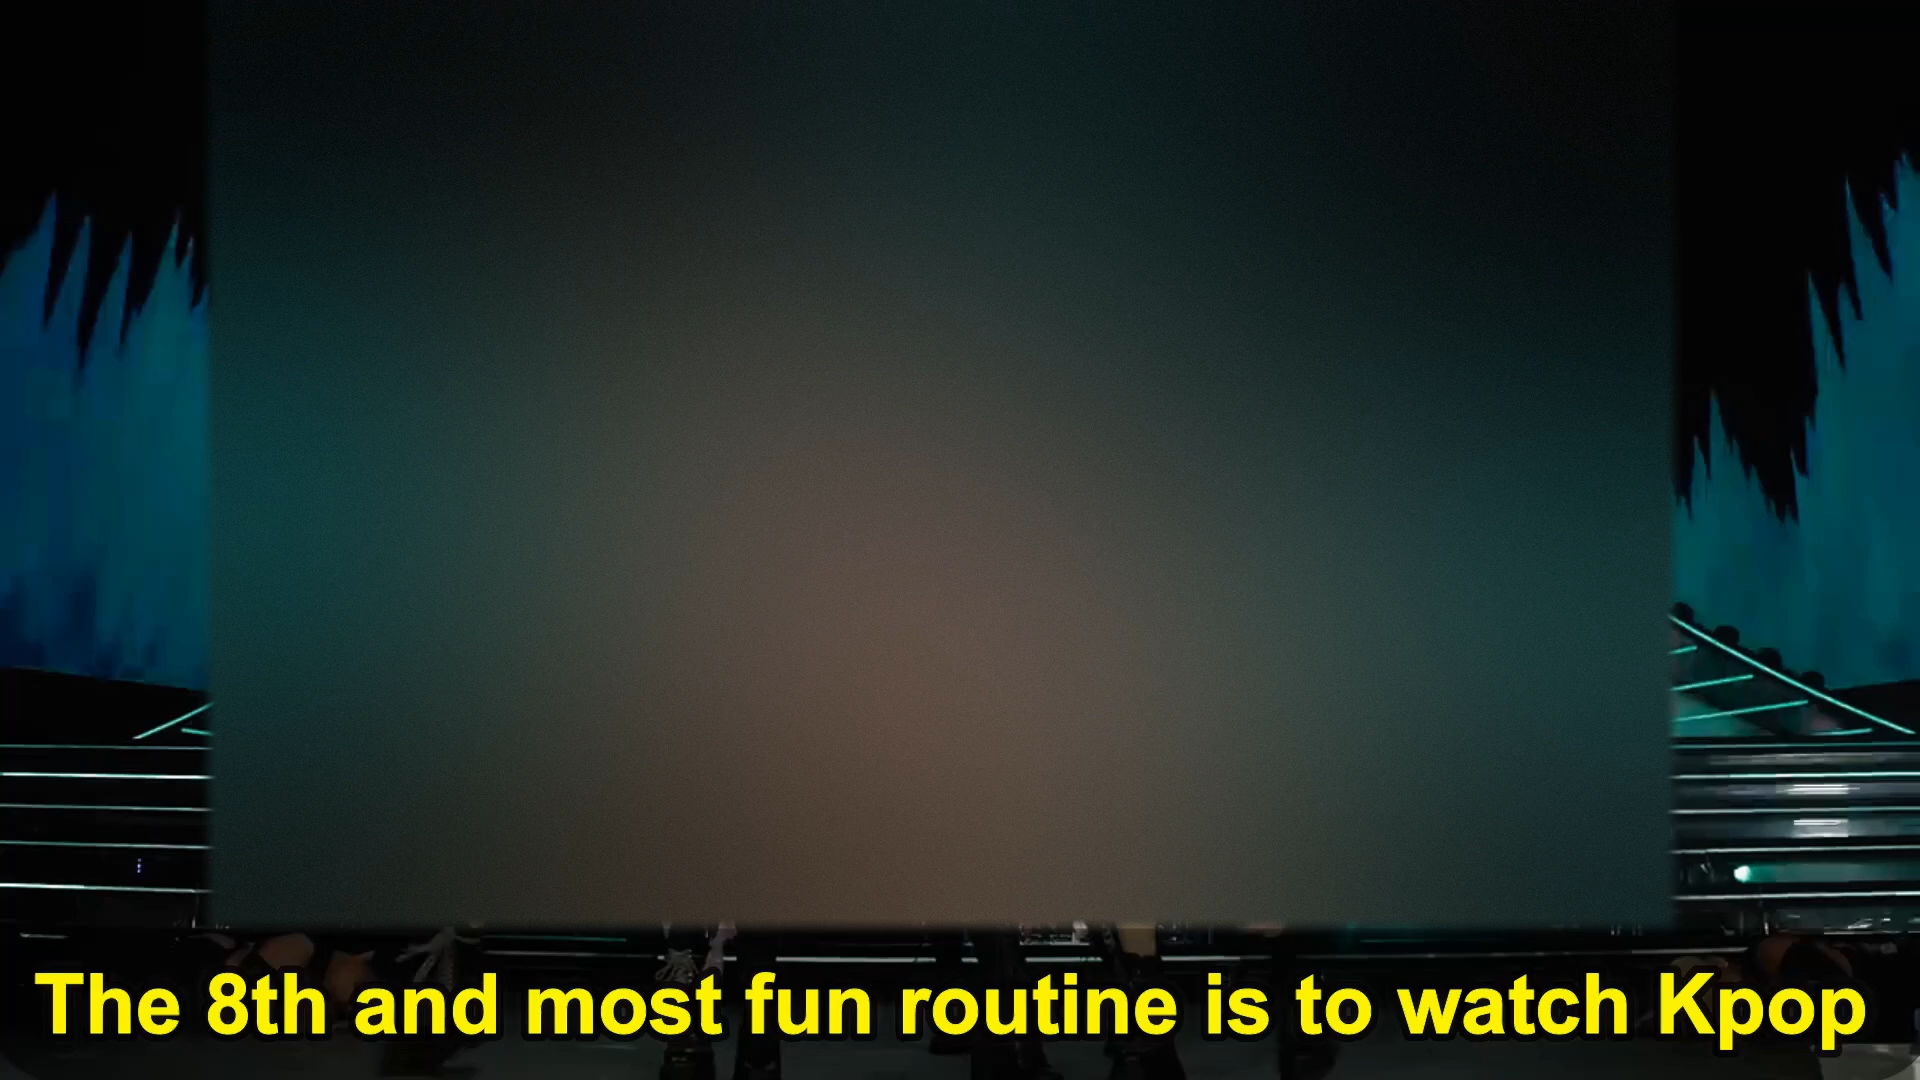 The 8th and most fun routine is to watch Kpop